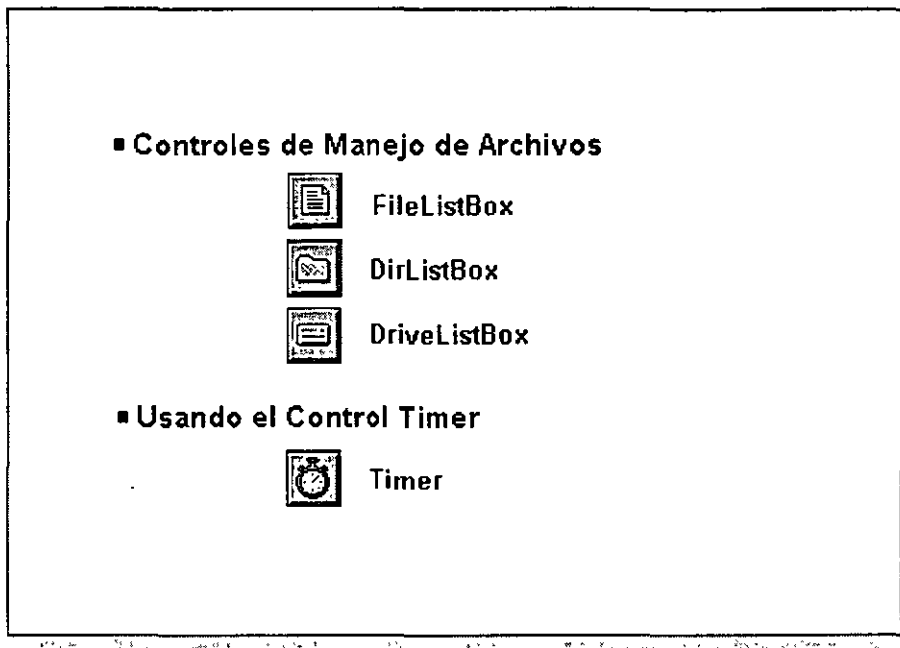 ▪ Controles de Manejo de Archivos
FileListBox
DirListBox
DriveListBox
▪ Usando el Control Timer
Timer